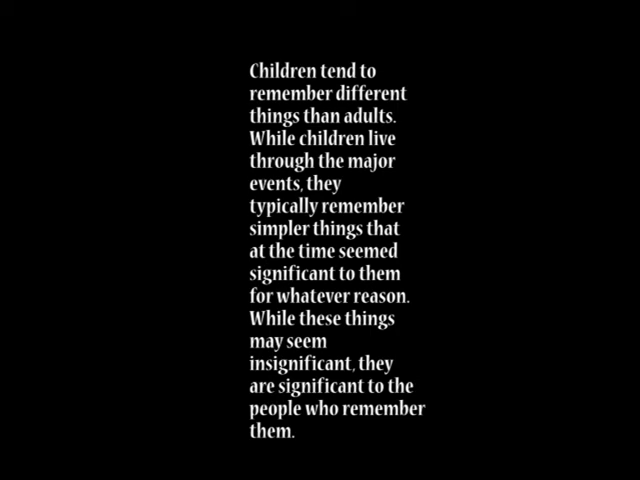 Children tend to
remember different
things than adults.
While children live
through the major
events, they
typically remember
simpler things that
at the time seemed
significant to them
for whatever reason.
While these things
may seem
insignificant, they
are significant to the
people who remember
them.